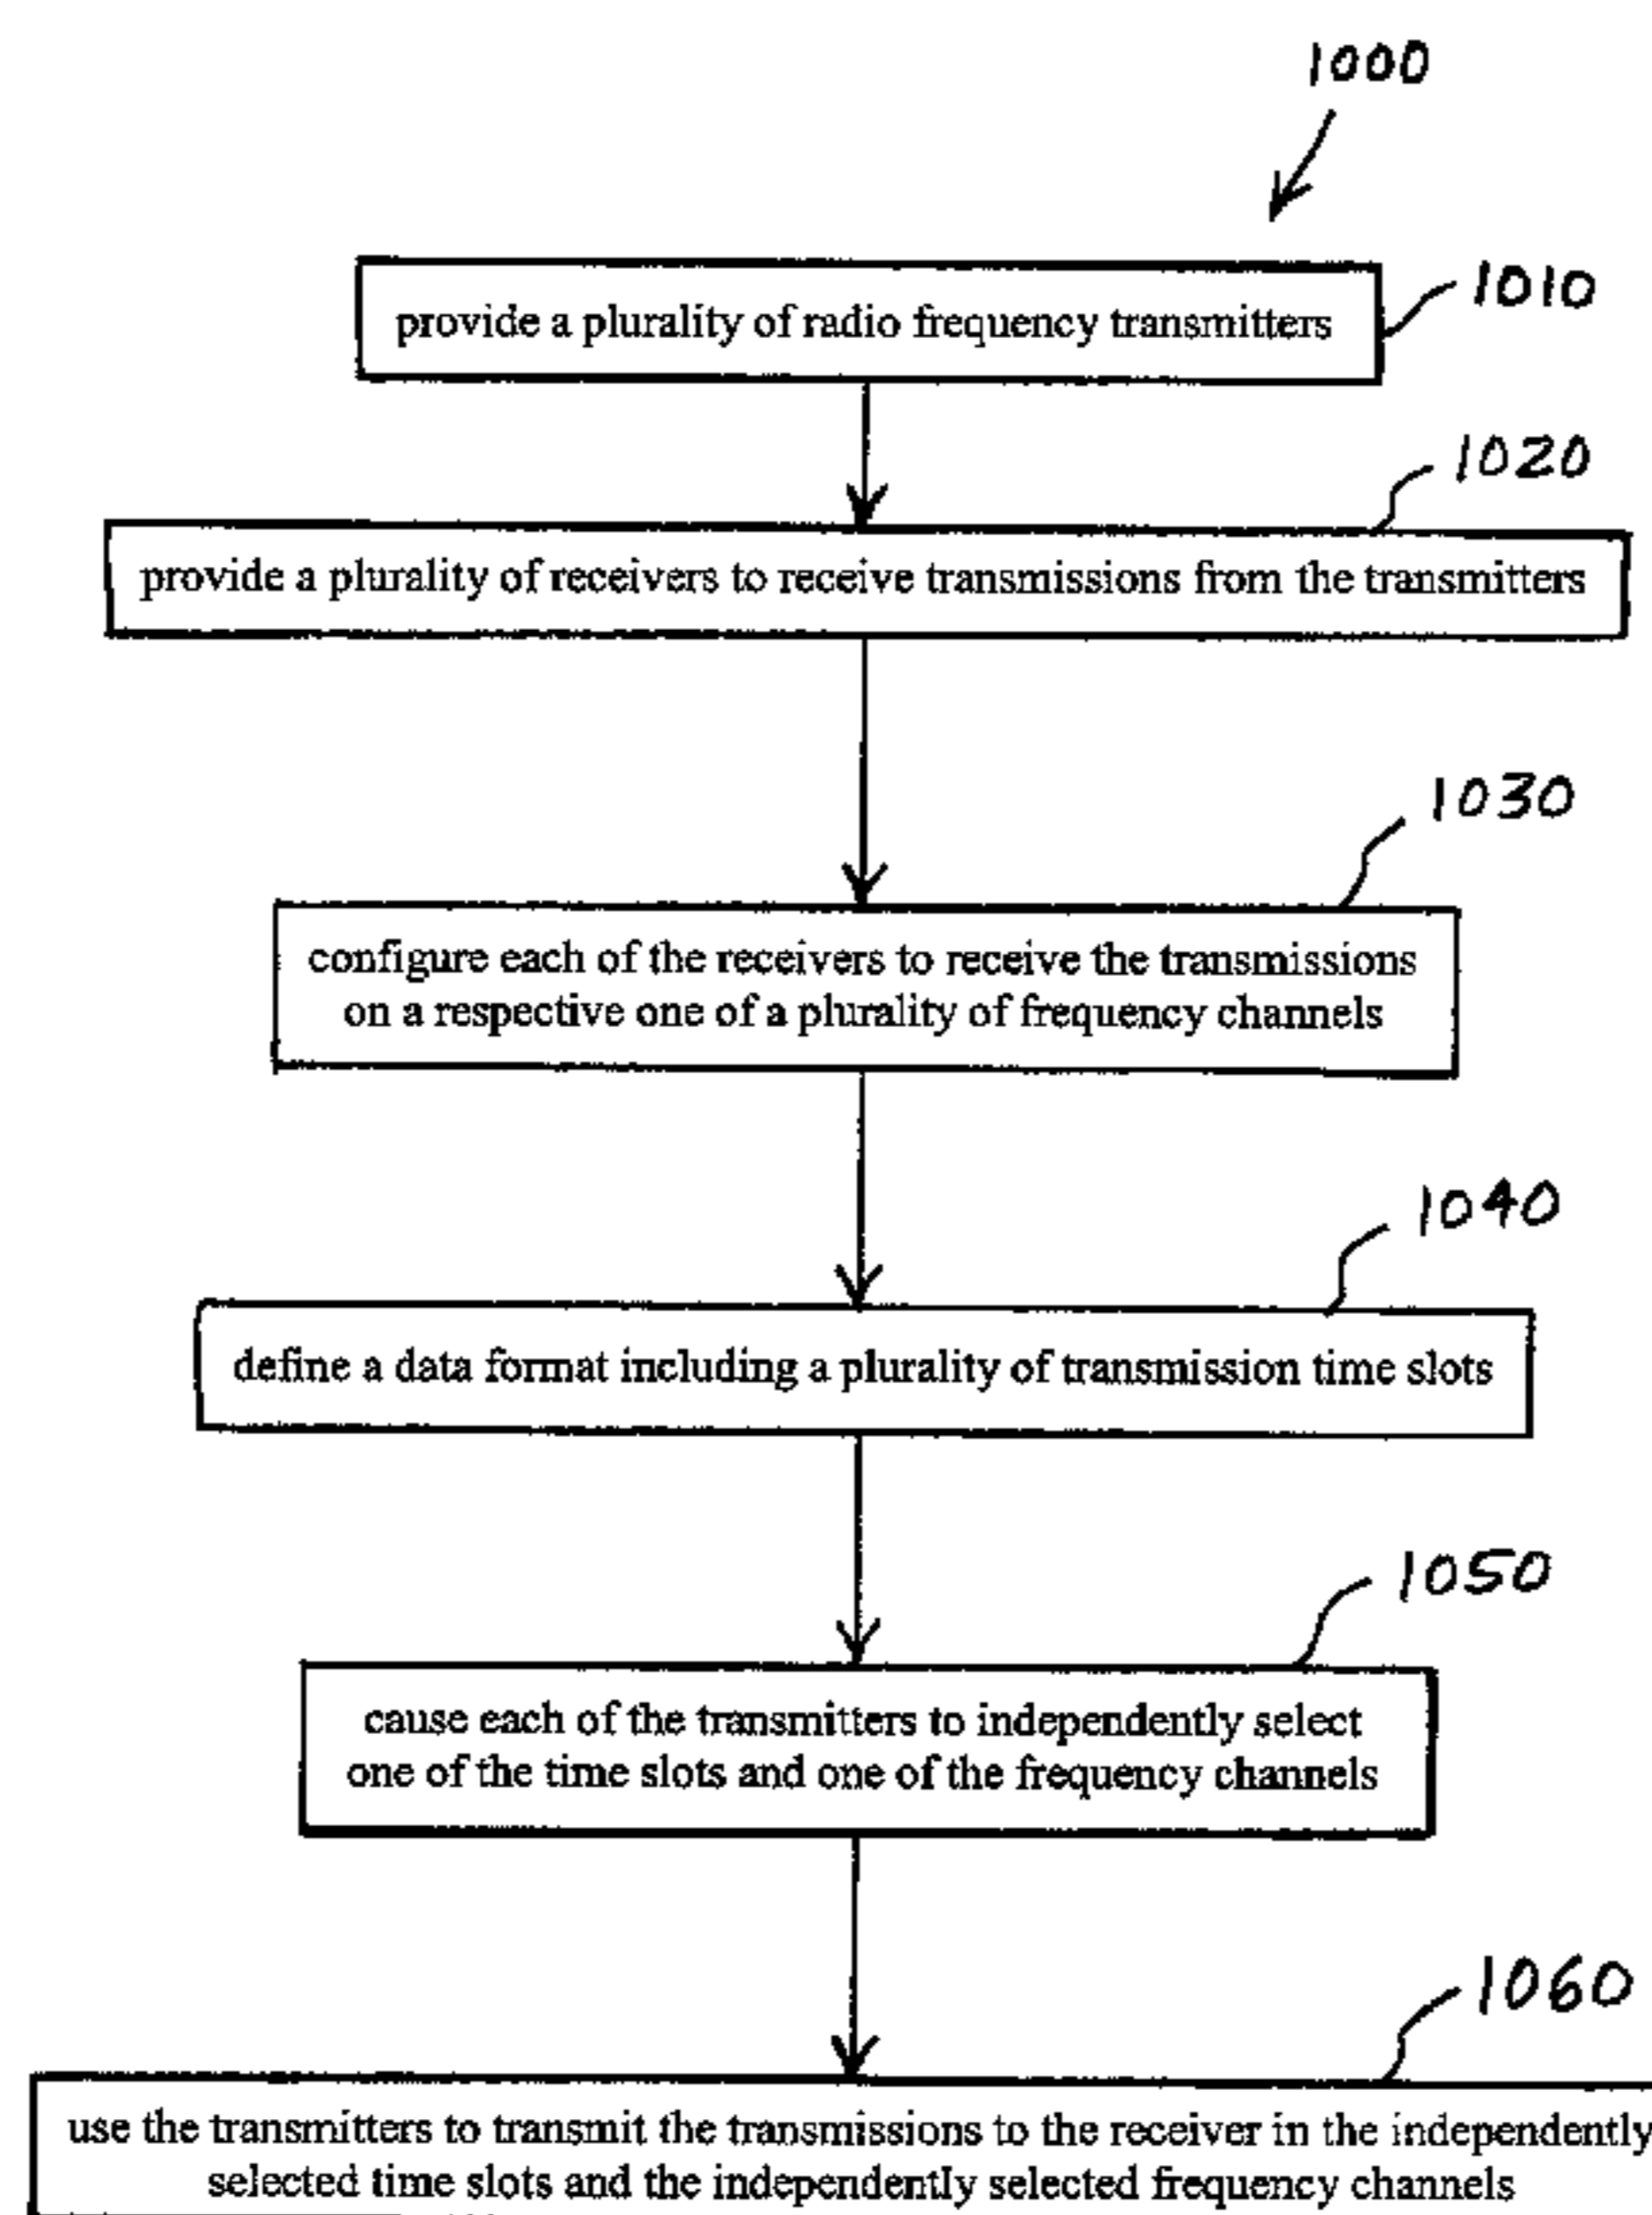 1000
provide a plurality of radio frequency transmitters
1010
1020
provide a plurality of receivers to receive transmissions from the transmitters
1030
configure each of the receivers to receive the transmissions
on a respective one of a plurality of frequency channels
1040
define a data format including a plurality of transmission time slots
1050
cause each of the transmitters to independently select
one of the time slots and one of the frequency channels
1060
use the transmitters to transmit the transmissions to the receiver in the independently
selected time slots and the independently selected frequency channels